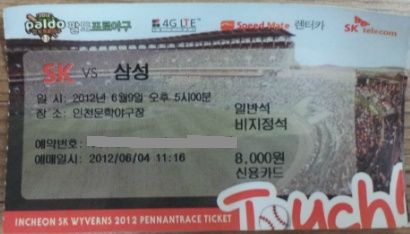 paldo 팔도프로야구 4G LTE Speed Mate 렌터카 SK telecom
SK VS 삼성
일 시: 2012년 6월9일 오후 5시00분
장 소: 인천문학야구장
일반석
비지정석
예약번호:
예매일시: 2012/06/04 11:16
8,000원
신용카드
INCHEON SK WYVERNS 2012 PENNANTRACE TICKET
Touch